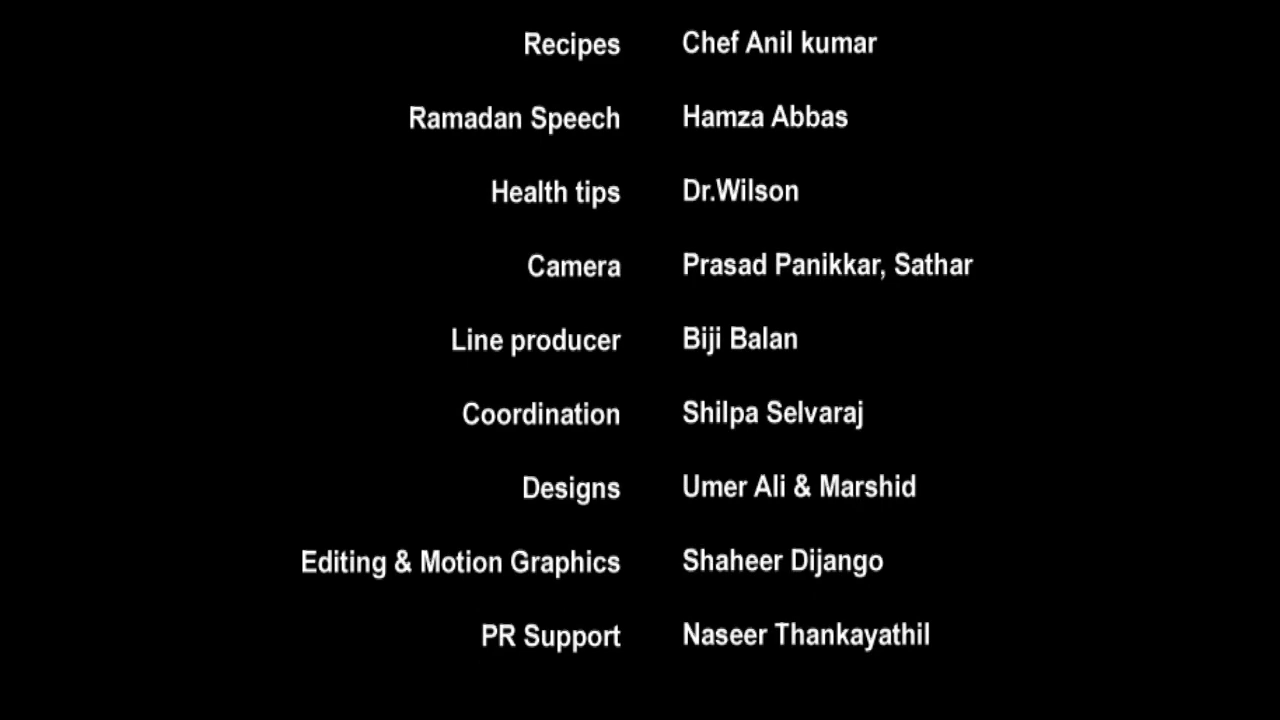 Recipes Chef Anil kumar
Ramadan Speech Hamza Abbas
Health tips Dr.Wilson
Camera Prasad Panikkar, Sathar
Line producer Biji Balan
Coordination Shilpa Selvaraj
Designs Umer Ali & Marshid
Editing & Motion Graphics Shaheer Dijango
PR Support Naseer Thankayathil